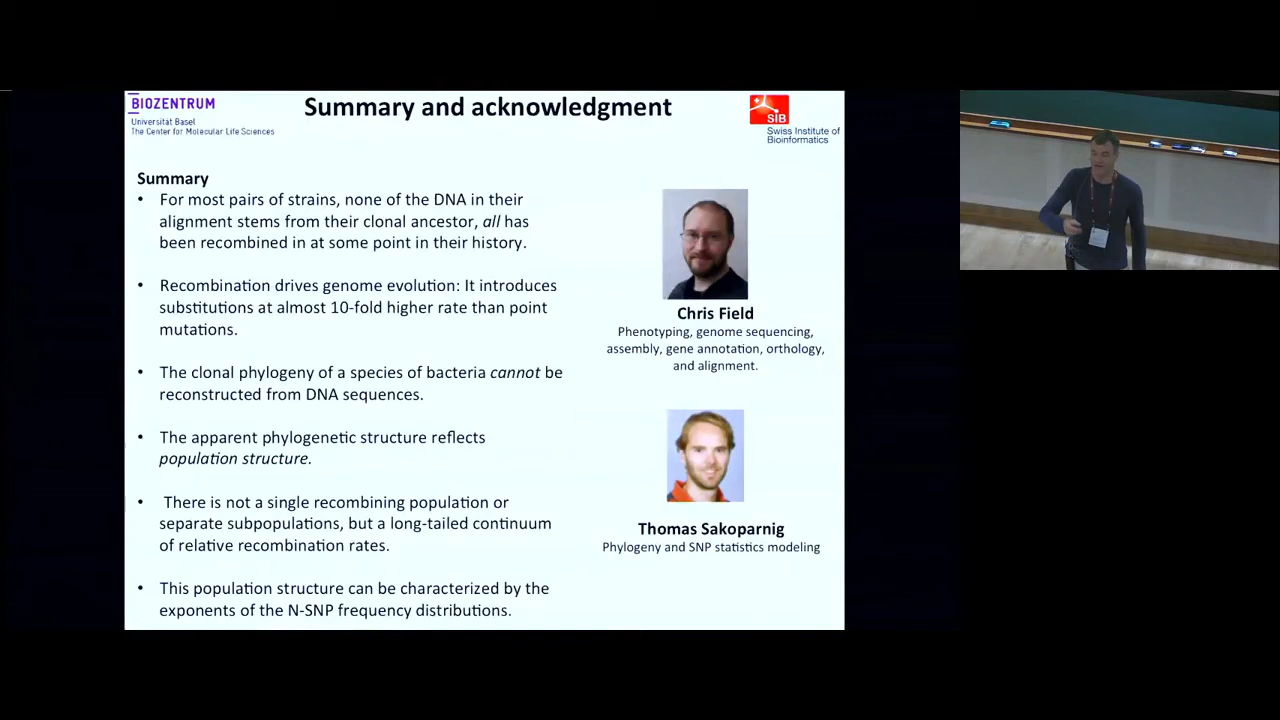 BIOZENTRUM
Universität Basel
The Center for Molecular Life Sciences
Summary and acknowledgment
SIB
Swiss Institute of
Bioinformatics
Summary
• For most pairs of strains, none of the DNA in their
alignment stems from their clonal ancestor, all has
been recombined in at some point in their history.
• Recombination drives genome evolution: It introduces
substitutions at almost 10-fold higher rate than point
mutations.
• The clonal phylogeny of a species of bacteria cannot be
reconstructed from DNA sequences.
• The apparent phylogenetic structure reflects
population structure.
• There is not a single recombining population or
separate subpopulations, but a long-tailed continuum
of relative recombination rates.
• This population structure can be characterized by the
exponents of the N-SNP frequency distributions.
Chris Field
Phenotyping, genome sequencing,
assembly, gene annotation, orthology,
and alignment.
Thomas Sakoparnig
Phylogeny and SNP statistics modeling